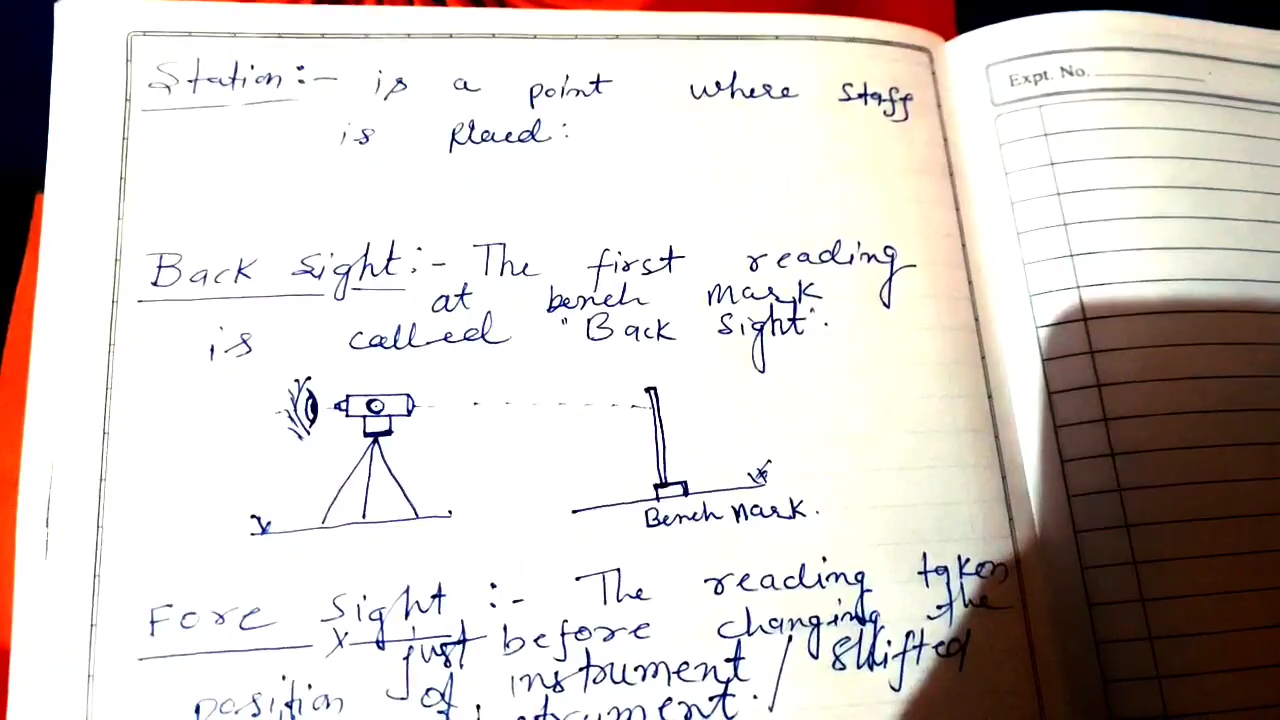 Station:- is a point where staff
is Placed:
Back Sight:- The first reading
at bench mark
is called "Back Sight".
Bench Mark.
Fore Sight :- The reading taken
just before changing the
position of instrument / Shifted
Expt. No.